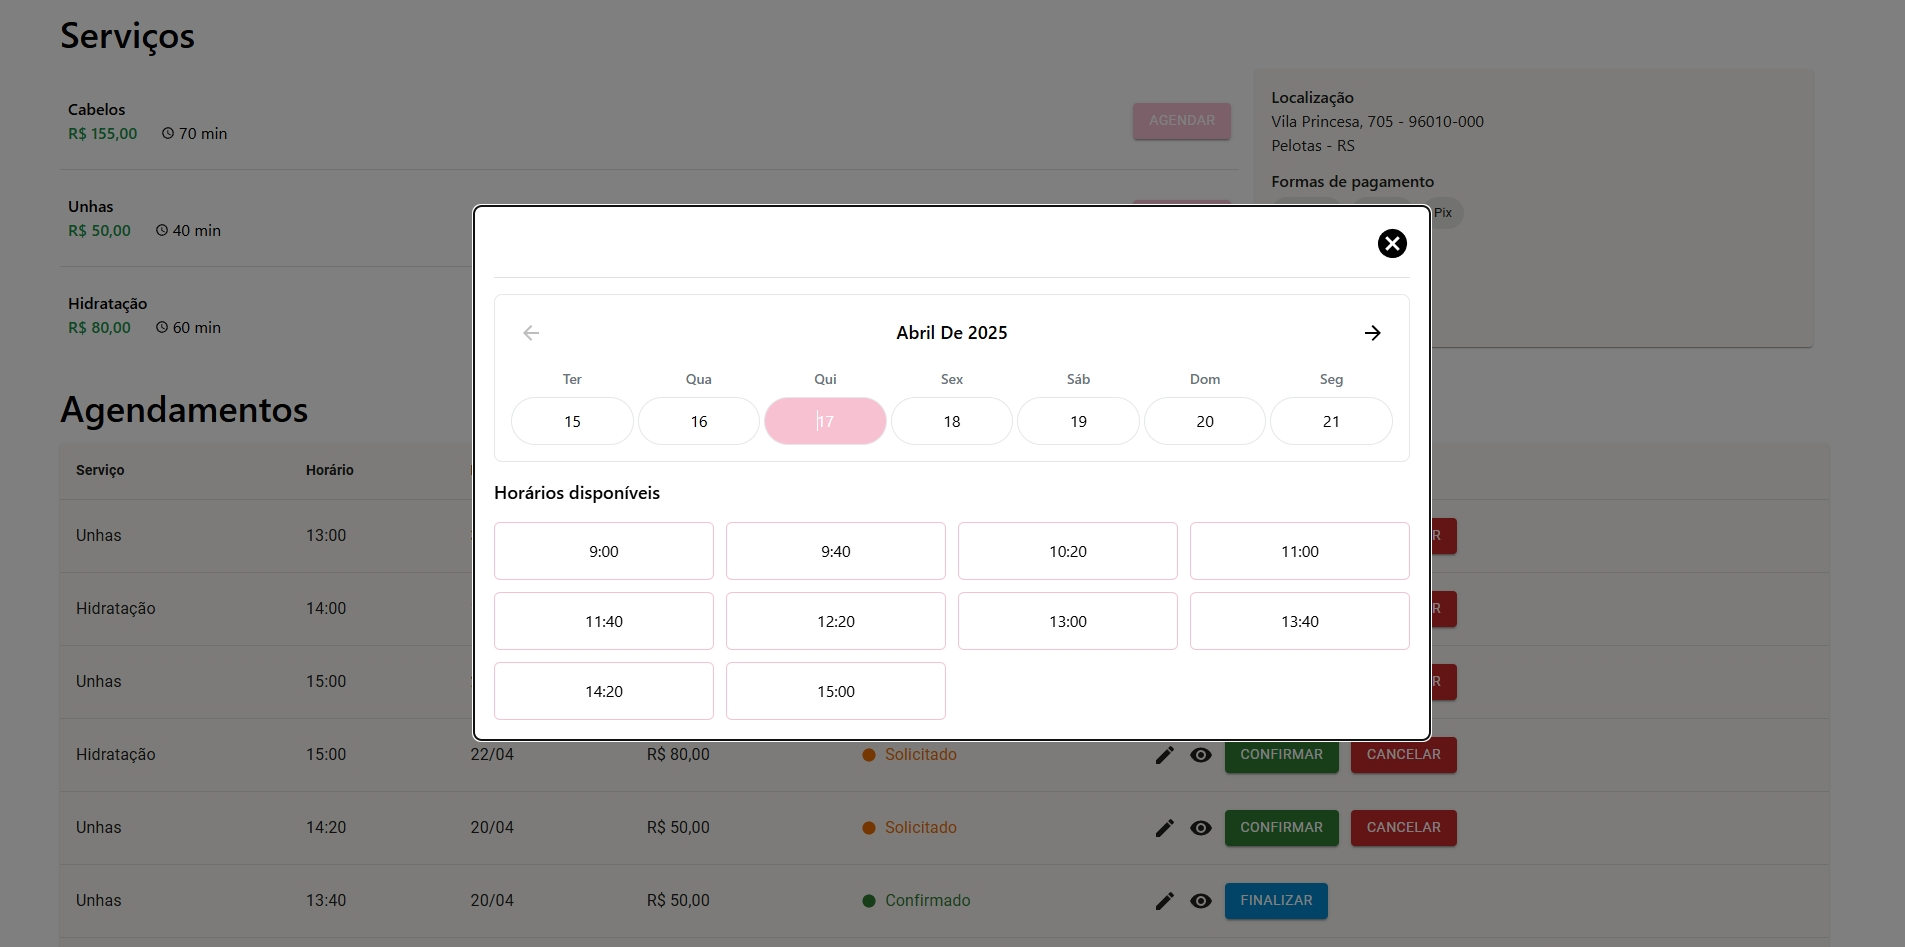 Serviços
Cabelos
R$ 155,00 70 min
AGENDAR
Unhas
R$ 50,00 40 min
Hidratação
R$ 80,00 60 min
Localização
Vila Princesa, 705 - 96010-000
Pelotas - RS
Formas de pagamento
Pix
Abril De 2025
Ter Qua Qui Sex Sáb Dom Seg
15 16 17 18 19 20 21
Horários disponíveis
9:00 9:40 10:20 11:00
11:40 12:20 13:00 13:40
14:20 15:00
Agendamentos
Serviço Horário
Unhas 13:00 R
Hidratação 14:00 R
Unhas 15:00 R
Hidratação 15:00 22/04 R$ 80,00 Solicitado CONFIRMAR CANCELAR
Unhas 14:20 20/04 R$ 50,00 Solicitado CONFIRMAR CANCELAR
Unhas 13:40 20/04 R$ 50,00 Confirmado FINALIZAR